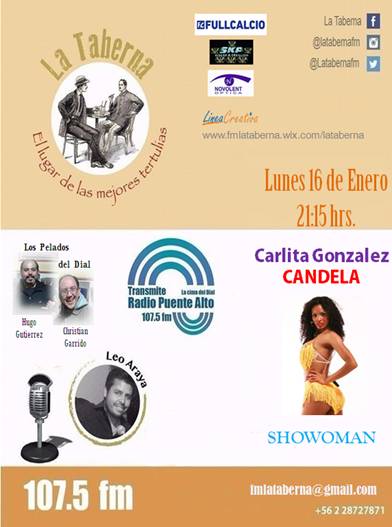 La Taberna
El lugar de las mejores tertulias
FULLCALCIO
SKP
NOVOLENT
OPTICA
LíneaCreativa
www.fmlataberna.wix.com/lataberna
La Taberna
@latabernafm
@Latabernafm
Lunes 16 de Enero
21:15 hrs.
Los Pelados
del Dial
Hugo
Gutierrez
Christian
Garrido
Transmite
La cima del Dial
Radio Puente Alto
107.5 fm
Carlita Gonzalez
CANDELA
Leo Araya
SHOWOMAN
107.5 fm
fmlataberna@gmail.com
+56 2 28727871